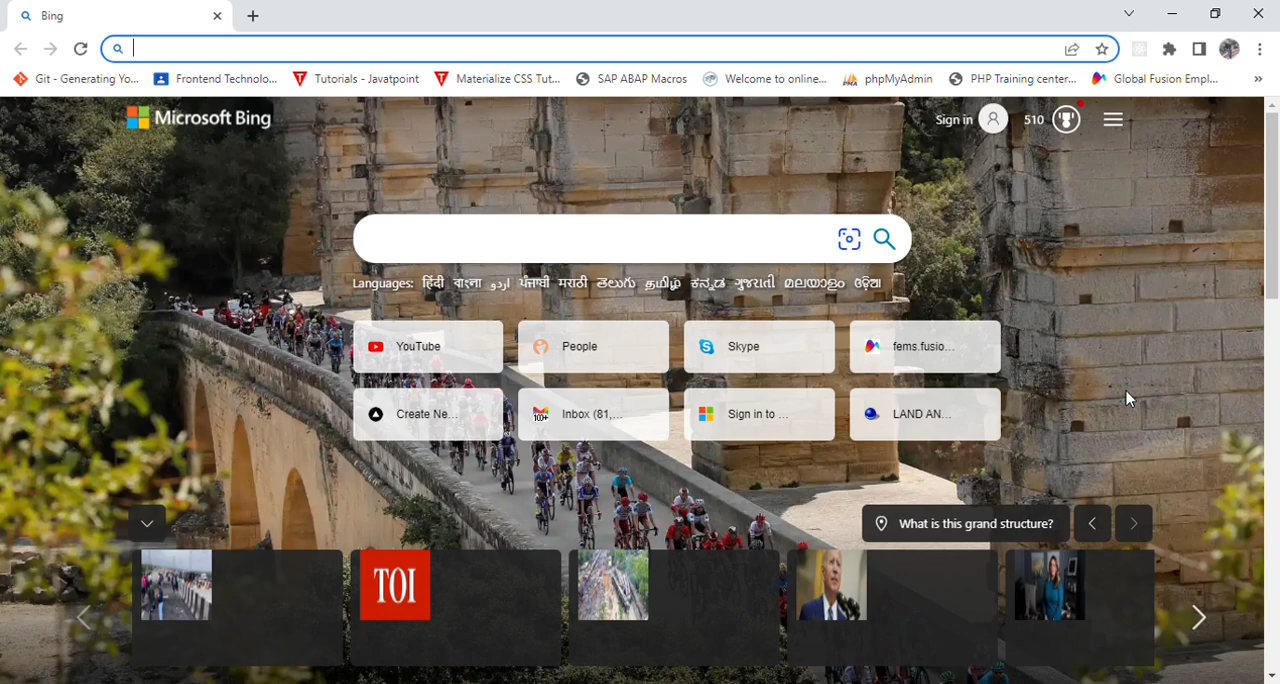 Bing
Git - Generating Yo...
Frontend Technolo...
Tutorials - Javatpoint
Materialize CSS Tut...
SAP ABAP Macros
Welcome to online...
phpMyAdmin
PHP Training center...
Global Fusion Empl...
»
Microsoft Bing
Sign in
510
Languages: हिंदी বাংলা اردو ਪੰਜਾਬੀ मराठी తెలుగు தமிழ் ಕನ್ನಡ ગુજરાતી മലയാളം ଓଡ଼ିଆ
YouTube
People
Skype
fems.fusio...
Create Ne...
100+
Inbox (81,...
Sign in to ...
LAND AN...
What is this grand structure?
TOI